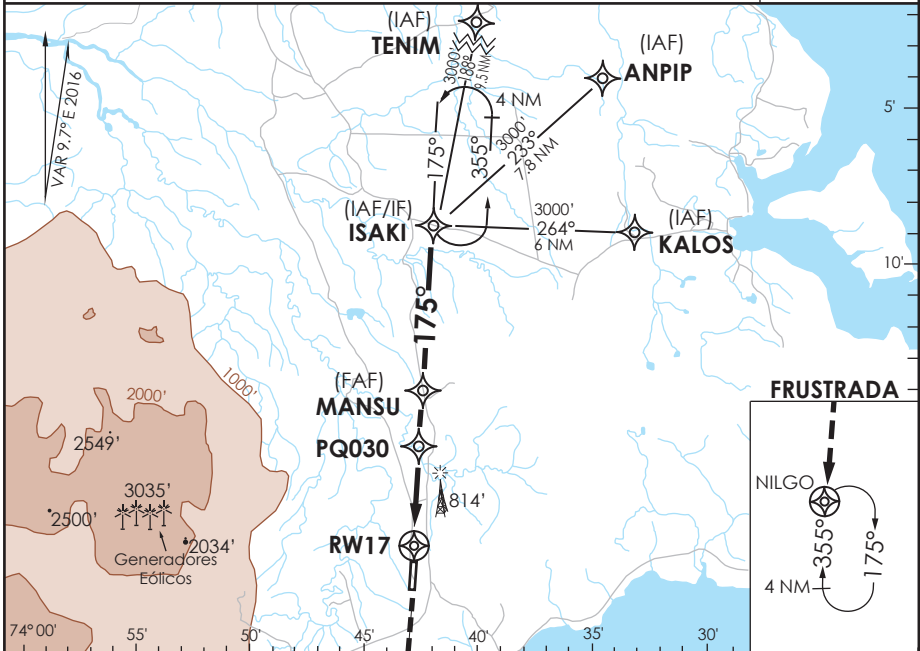 (IAF)
TENIM
3000'
188°
9.5 NM
(IAF)
ANPIP
VAR 9.7° E 2016
4 NM
5'
175°
355°
3000'
233°
7.8 NM
(IAF/IF)
ISAKI
3000'
264°
6 NM
(IAF)
KALOS
10'
175°
(FAF)
MANSU
1000'
2000'
FRUSTRADA
2549'
PQ030
NILGO
3035'
814'
2500'
2034'
Generadores
Eólicos
RW17
355°
175°
4 NM
74° 00'
55'
50'
45'
40'
35'
30'